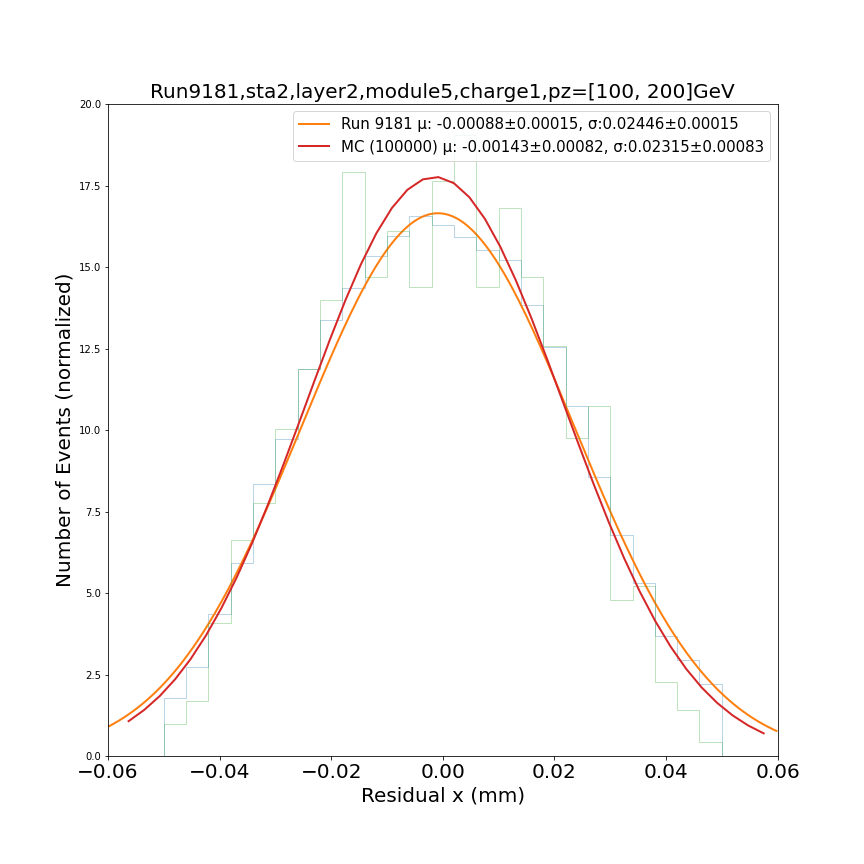 Run9181,sta2,layer2,module5,charge1,pz=[100, 200]GeV
Run 9181 μ: -0.00088±0.00015, σ:0.02446±0.00015
MC (100000) μ: -0.00143±0.00082, σ:0.02315±0.00083
20.0
17.5
15.0
12.5
10.0
7.5
5.0
2.5
0.0
Number of Events (normalized)
−0.06 −0.04 −0.02 0.00 0.02 0.04 0.06
Residual x (mm)